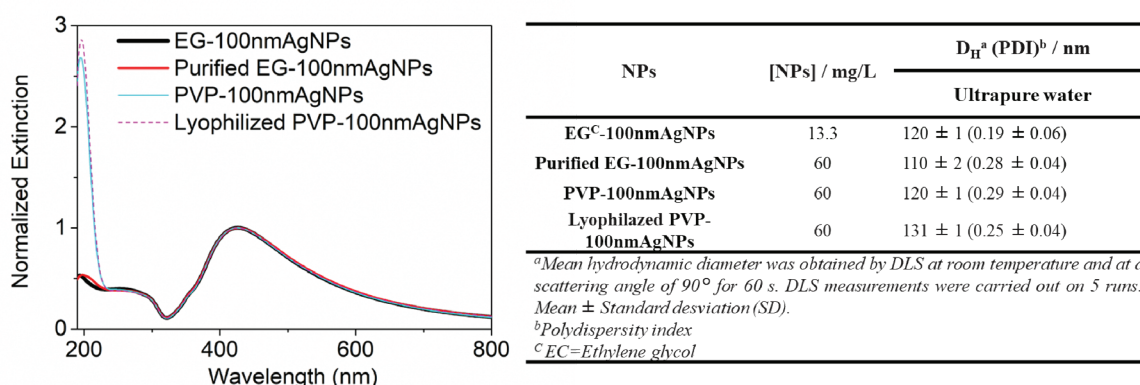 3
2
1
0
Normalized Extinction
EG-100nmAgNPs
Purified EG-100nmAgNPs
PVP-100nmAgNPs
Lyophilized PVP-100nmAgNPs
200 400 600 800
Wavelength (nm)
NPs [NPs] / mg/L D_H^a (PDI)^b / nm
Ultrapure water
EG^C-100nmAgNPs 13.3 120 ± 1 (0.19 ± 0.06)
Purified EG-100nmAgNPs 60 110 ± 2 (0.28 ± 0.04)
PVP-100nmAgNPs 60 120 ± 1 (0.29 ± 0.04)
Lyophilazed PVP-
100nmAgNPs 60 131 ± 1 (0.25 ± 0.04)
^aMean hydrodynamic diameter was obtained by DLS at room temperature and at
scattering angle of 90° for 60 s. DLS measurements were carried out on 5 runs.
Mean ± Standard desviation (SD).
^bPolydispersity index
^C EC=Ethylene glycol